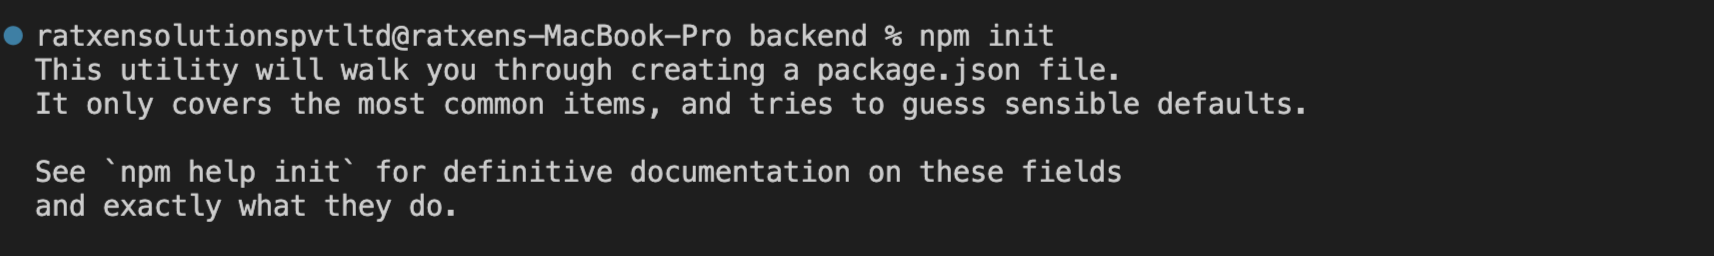 ratxensolutionspvtltd@ratxens-MacBook-Pro backend % npm init
This utility will walk you through creating a package.json file.
It only covers the most common items, and tries to guess sensible defaults.
See `npm help init` for definitive documentation on these fields
and exactly what they do.